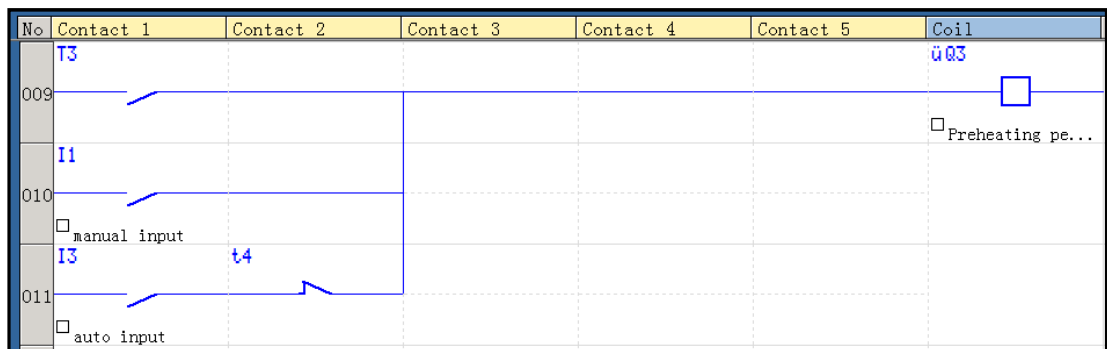 No Contact 1 Contact 2 Contact 3 Contact 4 Contact 5 Coil
T3 üQ3
009
Preheating pe...
I1
010
manual input
I3 t4
011
auto input